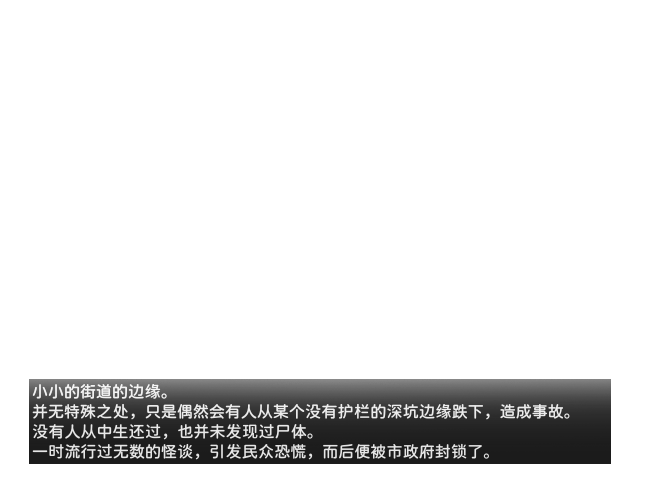 小小的街道的边缘。
并无特殊之处，只是偶然会有人从某个没有护栏的深坑边缘跌下，造成事故。
没有人从中生还过，也并未发现过尸体。
一时流行过无数的怪谈，引发民众恐慌，而后便被市政府封锁了。